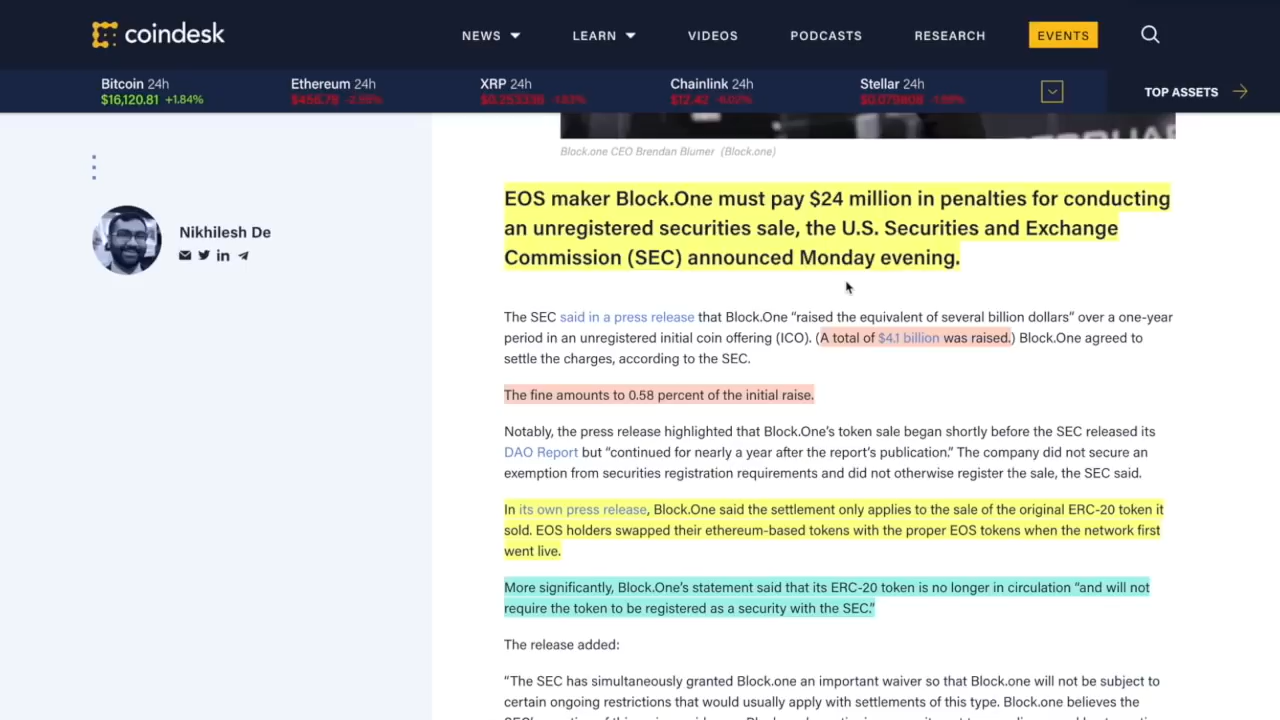 coindesk
NEWS LEARN VIDEOS PODCASTS RESEARCH EVENTS
Bitcoin 24h Ethereum 24h XRP 24h Chainlink 24h Stellar 24h
$16,120.81 +1.84% $12.42
TOP ASSETS
Block.one CEO Brendan Blumer (Block.one)
Nikhilesh De
EOS maker Block.One must pay $24 million in penalties for conducting
an unregistered securities sale, the U.S. Securities and Exchange
Commission (SEC) announced Monday evening.
The SEC said in a press release that Block.One “raised the equivalent of several billion dollars” over a one-year
period in an unregistered initial coin offering (ICO). (A total of $4.1 billion was raised.) Block.One agreed to
settle the charges, according to the SEC.
The fine amounts to 0.58 percent of the initial raise.
Notably, the press release highlighted that Block.One’s token sale began shortly before the SEC released its
DAO Report but “continued for nearly a year after the report’s publication.” The company did not secure an
exemption from securities registration requirements and did not otherwise register the sale, the SEC said.
In its own press release, Block.One said the settlement only applies to the sale of the original ERC-20 token it
sold. EOS holders swapped their ethereum-based tokens with the proper EOS tokens when the network first
went live.
More significantly, Block.One’s statement said that its ERC-20 token is no longer in circulation “and will not
require the token to be registered as a security with the SEC.”
The release added:
“The SEC has simultaneously granted Block.one an important waiver so that Block.one will not be subject to
certain ongoing restrictions that would usually apply with settlements of this type. Block.one believes the